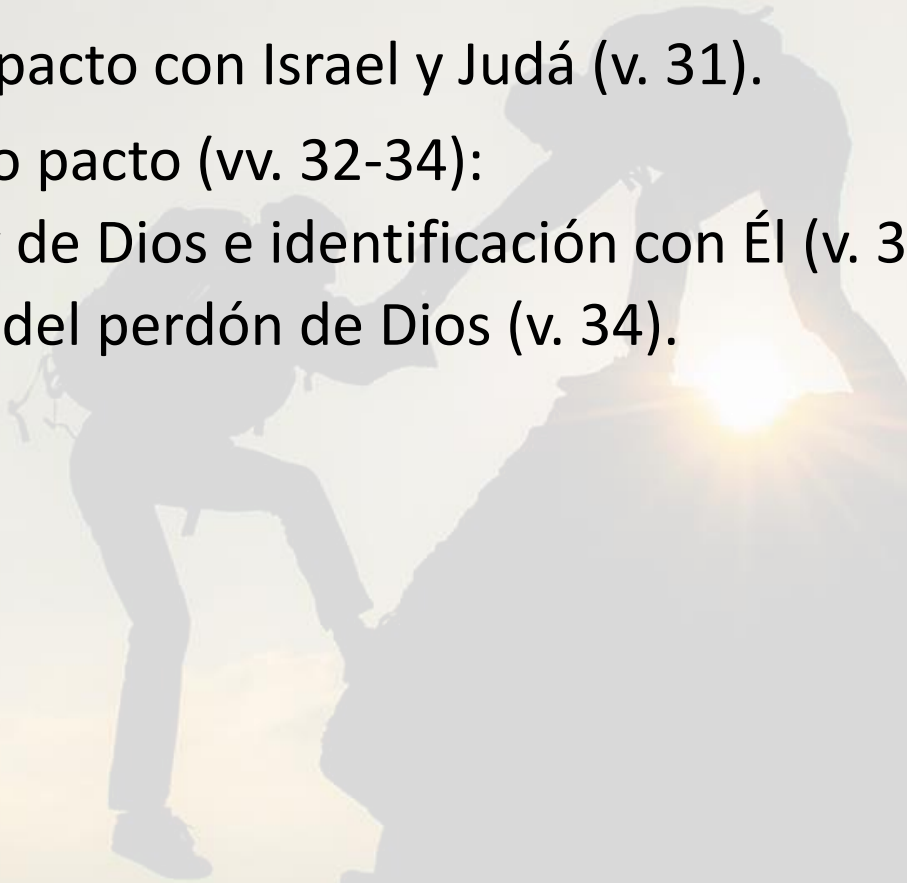 pacto con Israel y Judá (v. 31).
o pacto (vv. 32-34):
de Dios e identificación con Él (v. 3
del perdón de Dios (v. 34).